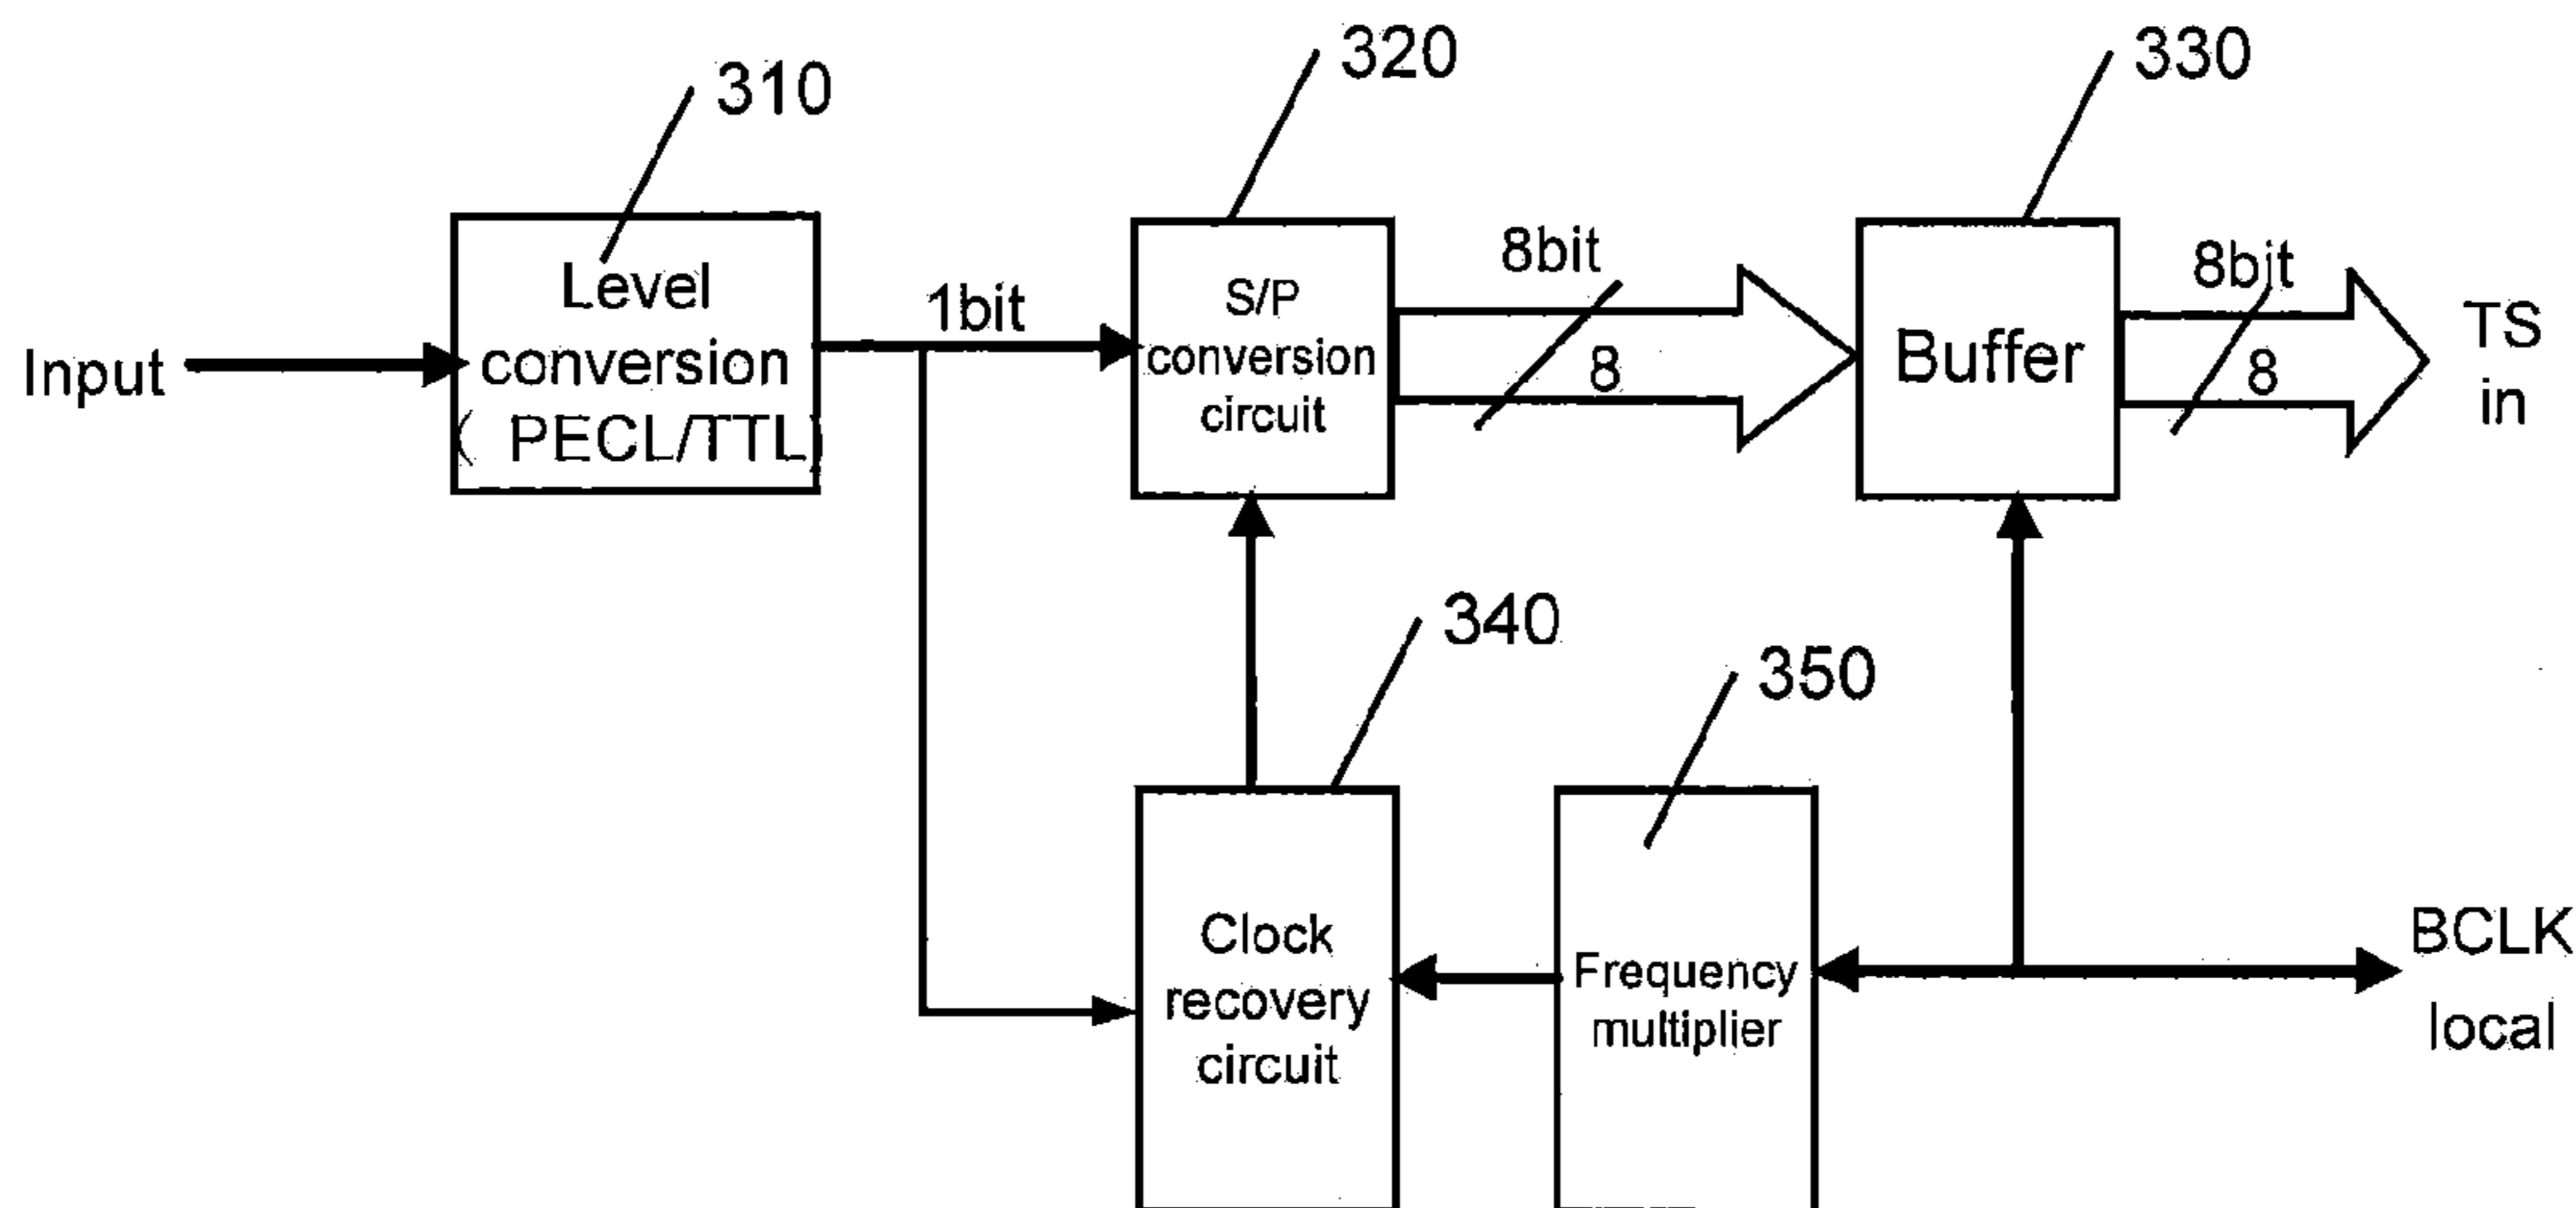 310
320
330
Input
Level
conversion
( PECL/TTL)
1bit
S/P
conversion
circuit
8bit
8
Buffer
8bit
8
TS
in
340
350
Clock
recovery
circuit
Frequency
multiplier
BCLK
local